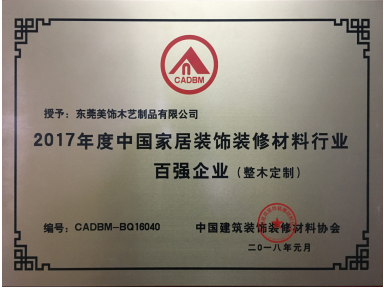 CADBM
授予：东莞美饰木艺制品有限公司
2017年度中国家居装饰装修材料行业
百强企业（整木定制）
编号：CADBM-BQ16040
中国建筑装饰装修材料协会
二〇一八年元月